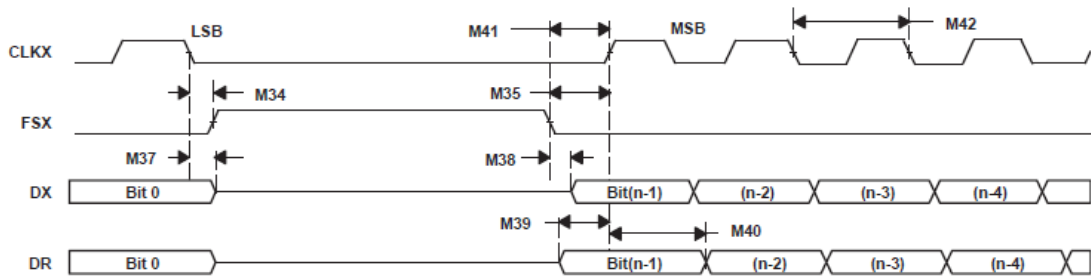 LSB M41 MSB M42
CLKX
M34 M35
FSX
M37 M38
DX Bit 0 Bit(n-1) (n-2) (n-3) (n-4)
M39 M40
DR Bit 0 Bit(n-1) (n-2) (n-3) (n-4)